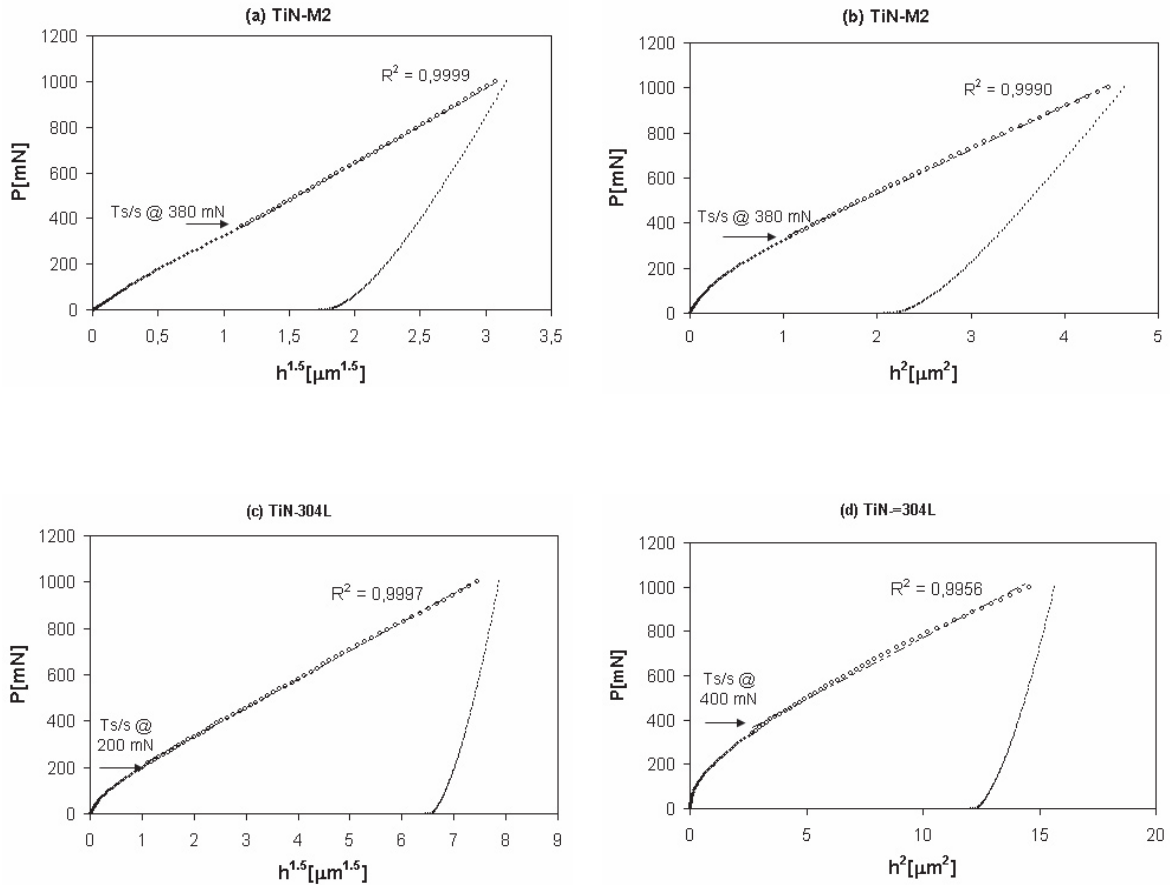 (a) TiN-M2
1200
1000
800
600
400
200
0
P[mN]
R² = 0,9999
Ts/s @ 380 mN
0 0,5 1 1,5 2 2,5 3 3,5
h^1.5[µm^1.5]
(b) TiN-M2
1200
1000
800
600
400
200
0
P[mN]
R² = 0,9990
Ts/s @ 380 mN
0 1 2 3 4 5
h²[µm²]
(c) TiN-304L
1200
1000
800
600
400
200
0
P[mN]
R² = 0,9997
Ts/s @
200 mN
0 1 2 3 4 5 6 7 8 9
h^1.5[µm^1.5]
(d) TiN-=304L
1200
1000
800
600
400
200
0
P[mN]
R² = 0,9956
Ts/s @
400 mN
0 5 10 15 20
h²[µm²]